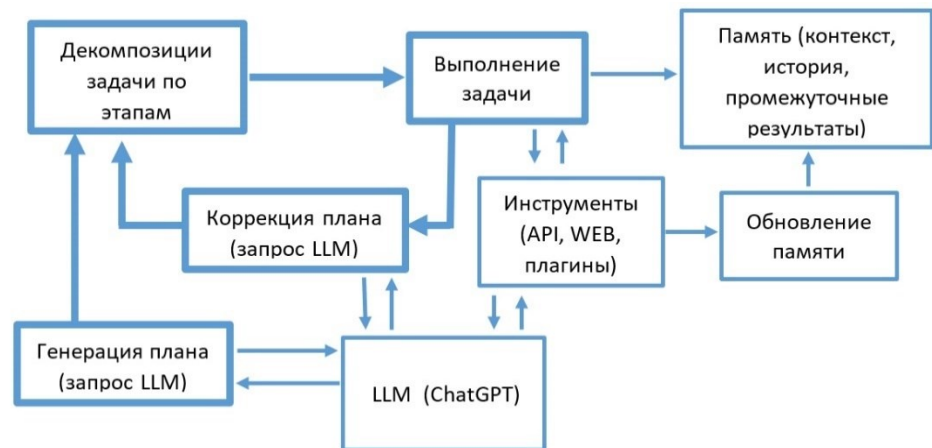 Декомпозиции
задачи по
этапам
Выполнение
задачи
Память (контекст,
история,
промежуточные
результаты)
Коррекция плана
(запрос LLM)
Инструменты
(API, WEB,
плагины)
Обновление
памяти
Генерация плана
(запрос LLM)
LLM (ChatGPT)